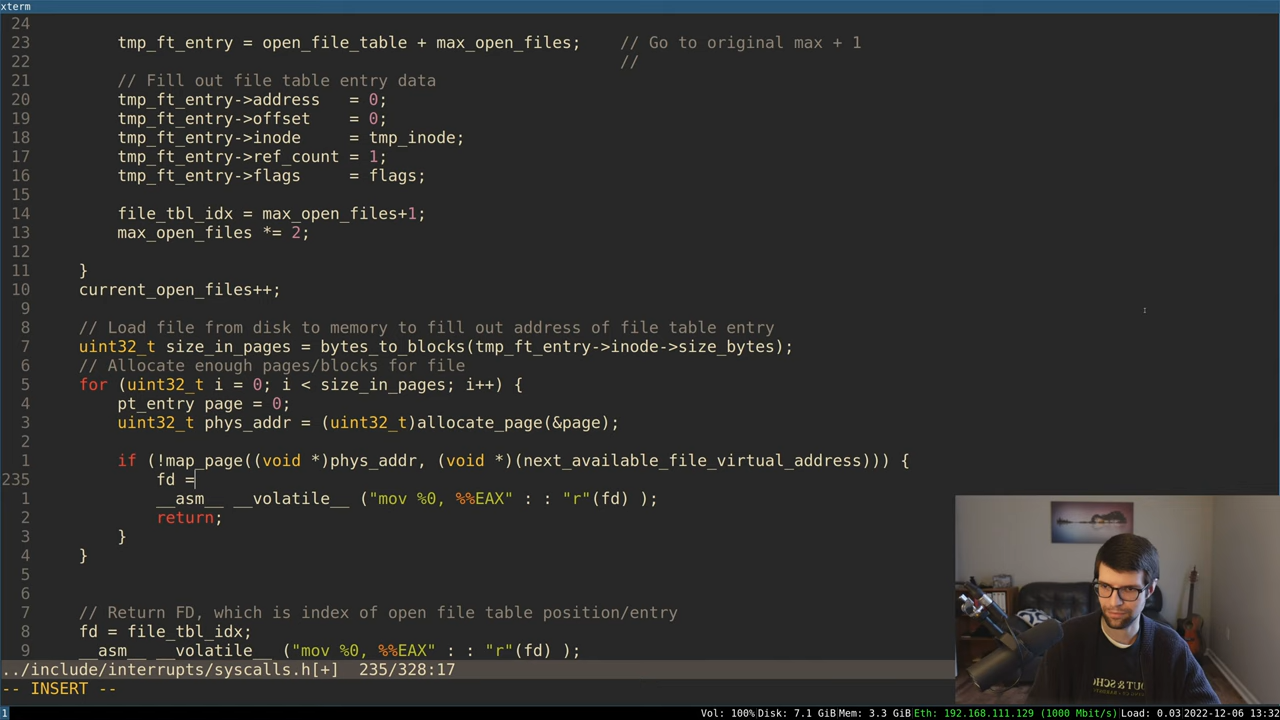 xterm
24
23 tmp_ft_entry = open_file_table + max_open_files; // Go to original max + 1
22 //
21 // Fill out file table entry data
20 tmp_ft_entry->address = 0;
19 tmp_ft_entry->offset = 0;
18 tmp_ft_entry->inode = tmp_inode;
17 tmp_ft_entry->ref_count = 1;
16 tmp_ft_entry->flags = flags;
15
14 file_tbl_idx = max_open_files+1;
13 max_open_files *= 2;
12
11 }
10 current_open_files++;
9
8 // Load file from disk to memory to fill out address of file table entry
7 uint32_t size_in_pages = bytes_to_blocks(tmp_ft_entry->inode->size_bytes);
6 // Allocate enough pages/blocks for file
5 for (uint32_t i = 0; i < size_in_pages; i++) {
4 pt_entry page = 0;
3 uint32_t phys_addr = (uint32_t)allocate_page(&page);
2
1 if (!map_page((void *)phys_addr, (void *)(next_available_file_virtual_address))) {
235 fd =
1 __asm__ __volatile__ ("mov %0, %%EAX" : : "r"(fd) );
2 return;
3 }
4 }
5
6
7 // Return FD, which is index of open file table position/entry
8 fd = file_tbl_idx;
9 __asm__ __volatile__ ("mov %0, %%EAX" : : "r"(fd) );
../include/interrupts/syscalls.h[+] 235/328:17
-- INSERT --
1 Vol: 100% Disk: 7.1 GiB Mem: 3.3 GiB Eth: 192.168.111.129 (1000 Mbit/s) Load: 0.03 2022-12-06 13:32